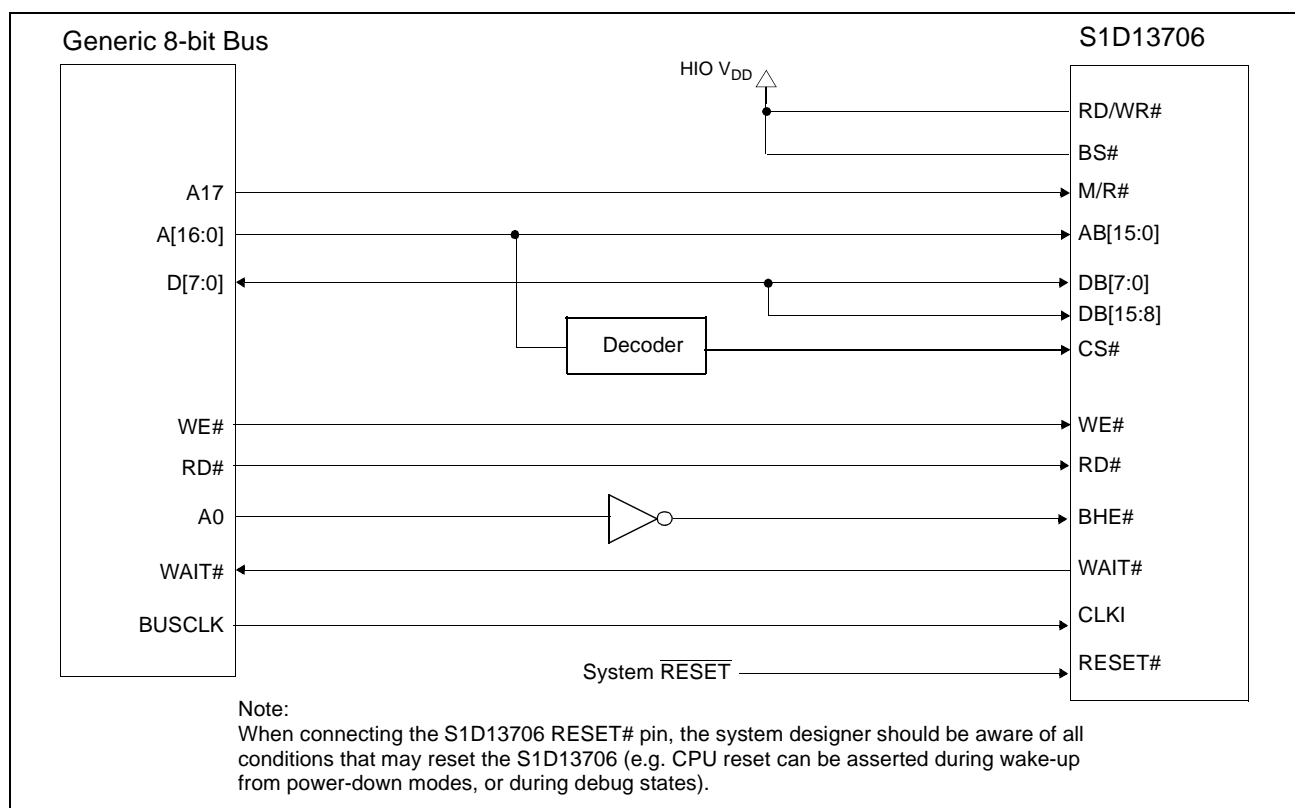 Generic 8-bit Bus
S1D13706
HIO VDD
RD/WR#
BS#
A17
M/R#
A[16:0]
AB[15:0]
D[7:0]
DB[7:0]
DB[15:8]
Decoder
CS#
WE#
WE#
RD#
RD#
A0
BHE#
WAIT#
WAIT#
BUSCLK
CLKI
System RESET
RESET#
Note:
When connecting the S1D13706 RESET# pin, the system designer should be aware of all
conditions that may reset the S1D13706 (e.g. CPU reset can be asserted during wake-up
from power-down modes, or during debug states).